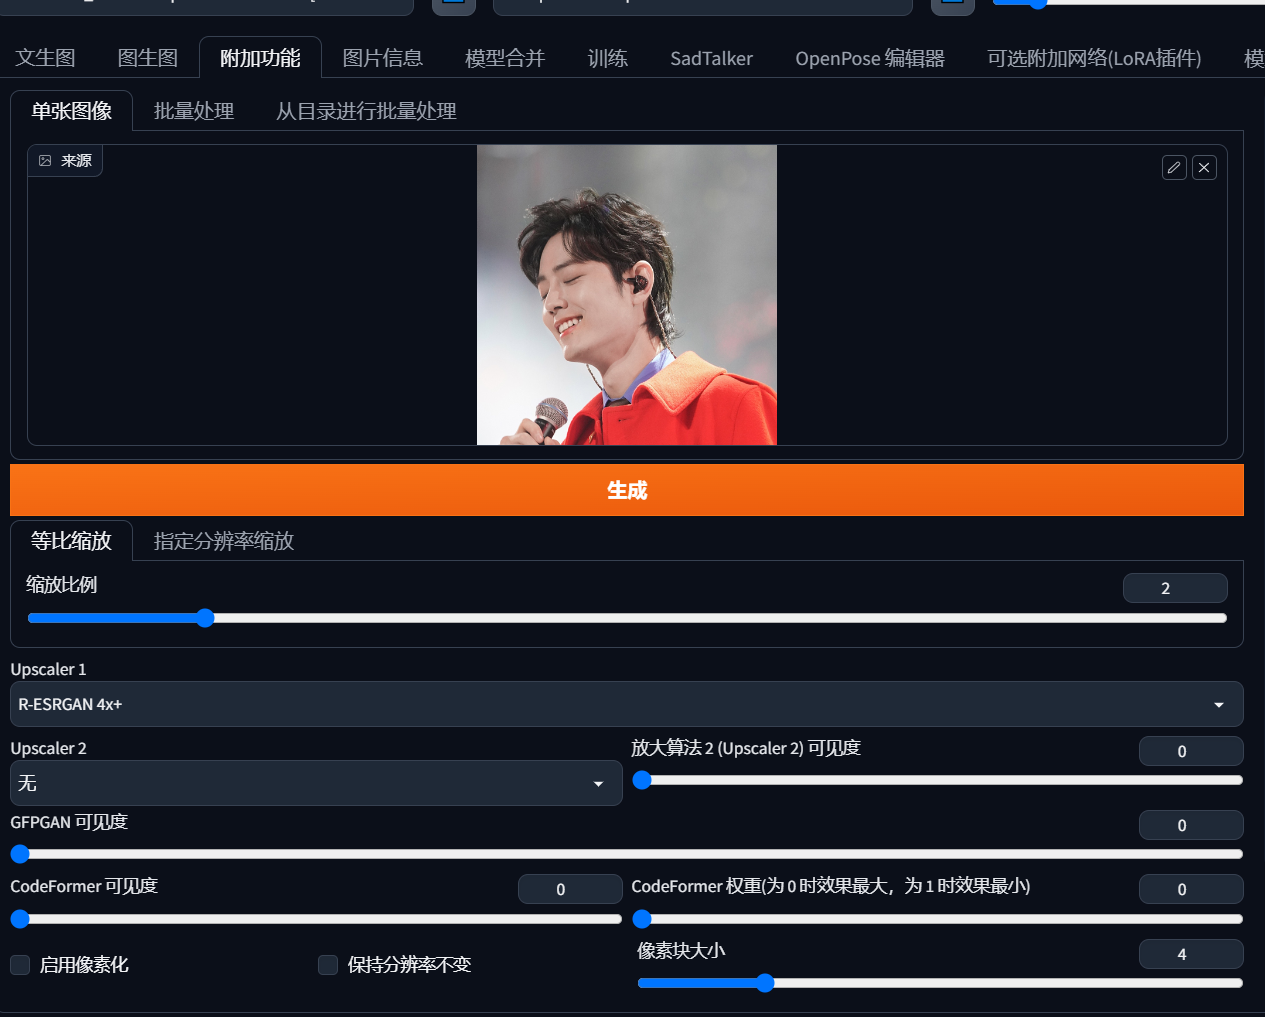 文生图 图生图 附加功能 图片信息 模型合并 训练 SadTalker OpenPose 编辑器 可选附加网络(LoRA插件) 模
单张图像 批量处理 从目录进行批量处理
来源
生成
等比缩放 指定分辨率缩放
缩放比例 2
Upscaler 1
R-ESRGAN 4x+
Upscaler 2 放大算法 2 (Upscaler 2) 可见度 0
无
GFPGAN 可见度 0
CodeFormer 可见度 0 CodeFormer 权重(为 0 时效果最大，为 1 时效果最小) 0
启用像素化 保持分辨率不变 像素块大小 4